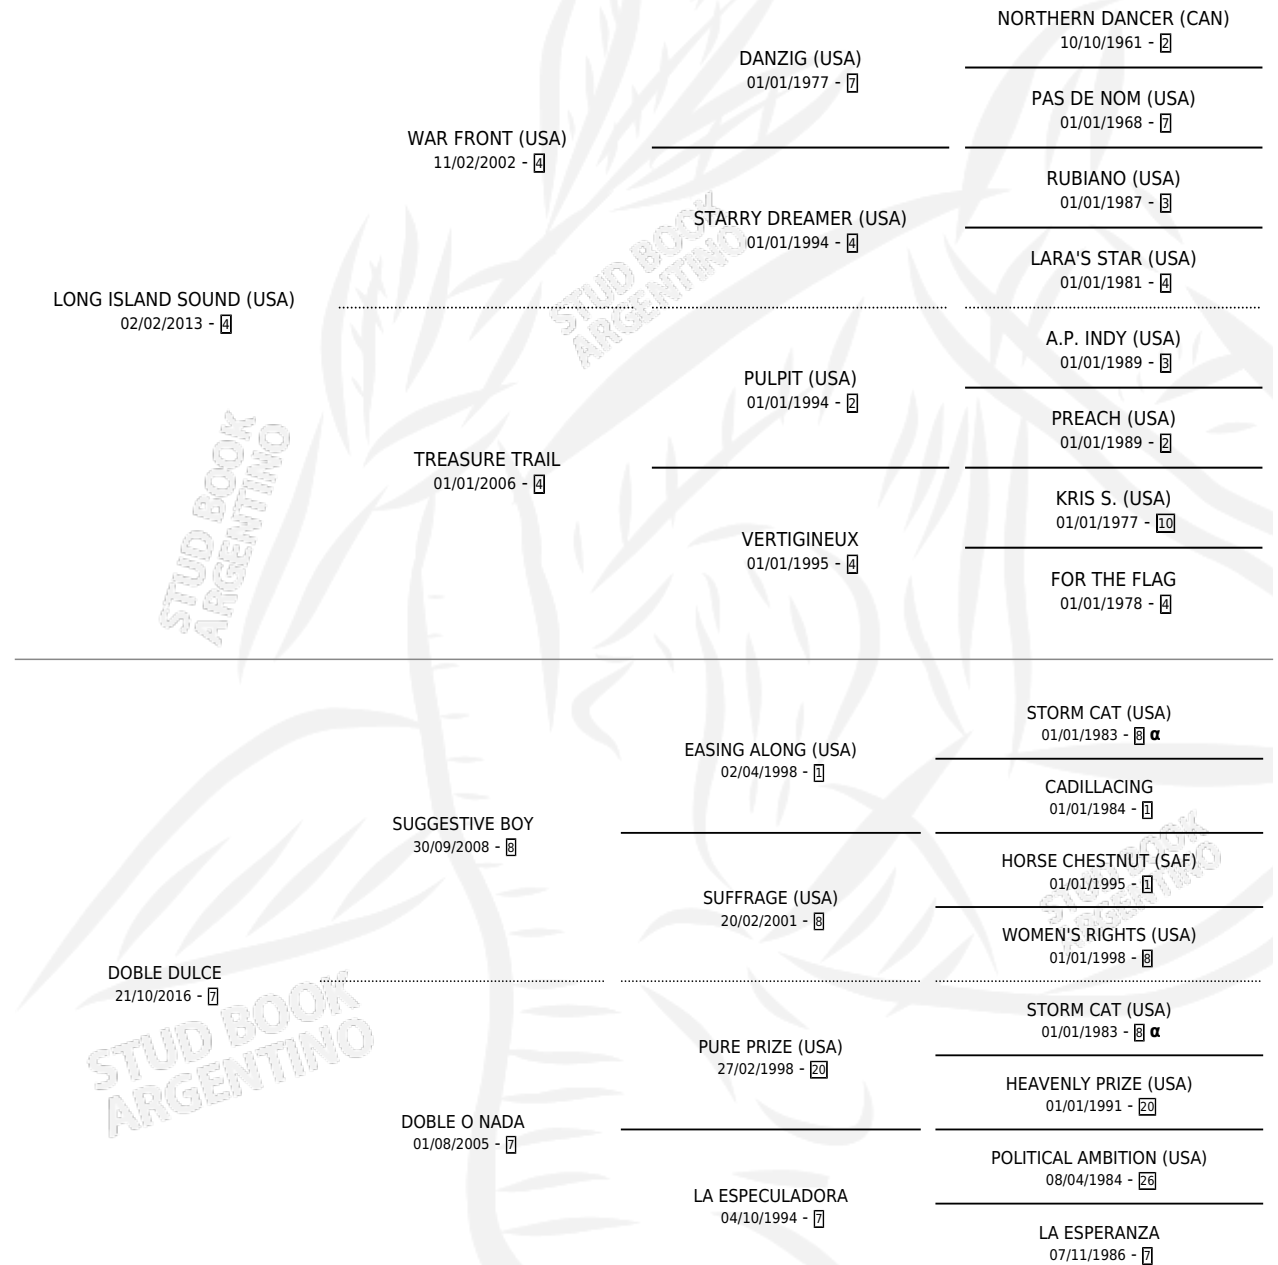 NORTHERN DANCER (CAN)
10/10/1961 - 2
DANZIG (USA)
01/01/1977 - 7
PAS DE NOM (USA)
01/01/1968 - 7
WAR FRONT (USA)
11/02/2002 - 4
RUBIANO (USA)
01/01/1987 - 3
STARRY DREAMER (USA)
01/01/1994 - 4
LARA'S STAR (USA)
01/01/1981 - 4
LONG ISLAND SOUND (USA)
02/02/2013 - 4
A.P. INDY (USA)
01/01/1989 - 3
PULPIT (USA)
01/01/1994 - 2
PREACH (USA)
01/01/1989 - 2
TREASURE TRAIL
01/01/2006 - 4
KRIS S. (USA)
01/01/1977 - 10
VERTIGINEUX
01/01/1995 - 4
FOR THE FLAG
01/01/1978 - 4
STORM CAT (USA)
01/01/1983 - 8 α
EASING ALONG (USA)
02/04/1998 - 1
CADILLACING
01/01/1984 - 1
SUGGESTIVE BOY
30/09/2008 - 8
HORSE CHESTNUT (SAF)
01/01/1995 - 1
SUFFRAGE (USA)
20/02/2001 - 8
WOMEN'S RIGHTS (USA)
01/01/1998 - 8
DOBLE DULCE
21/10/2016 - 7
STORM CAT (USA)
01/01/1983 - 8 α
PURE PRIZE (USA)
27/02/1998 - 20
HEAVENLY PRIZE (USA)
01/01/1991 - 20
DOBLE O NADA
01/08/2005 - 7
POLITICAL AMBITION (USA)
08/04/1984 - 26
LA ESPECULADORA
04/10/1994 - 7
LA ESPERANZA
07/11/1986 - 7
STUD BOOK
ARGENTINO
STUD BOOK
ARGENTINO
STUD BOOK
ARGENTINO
STUD BOOK
ARGENTINO